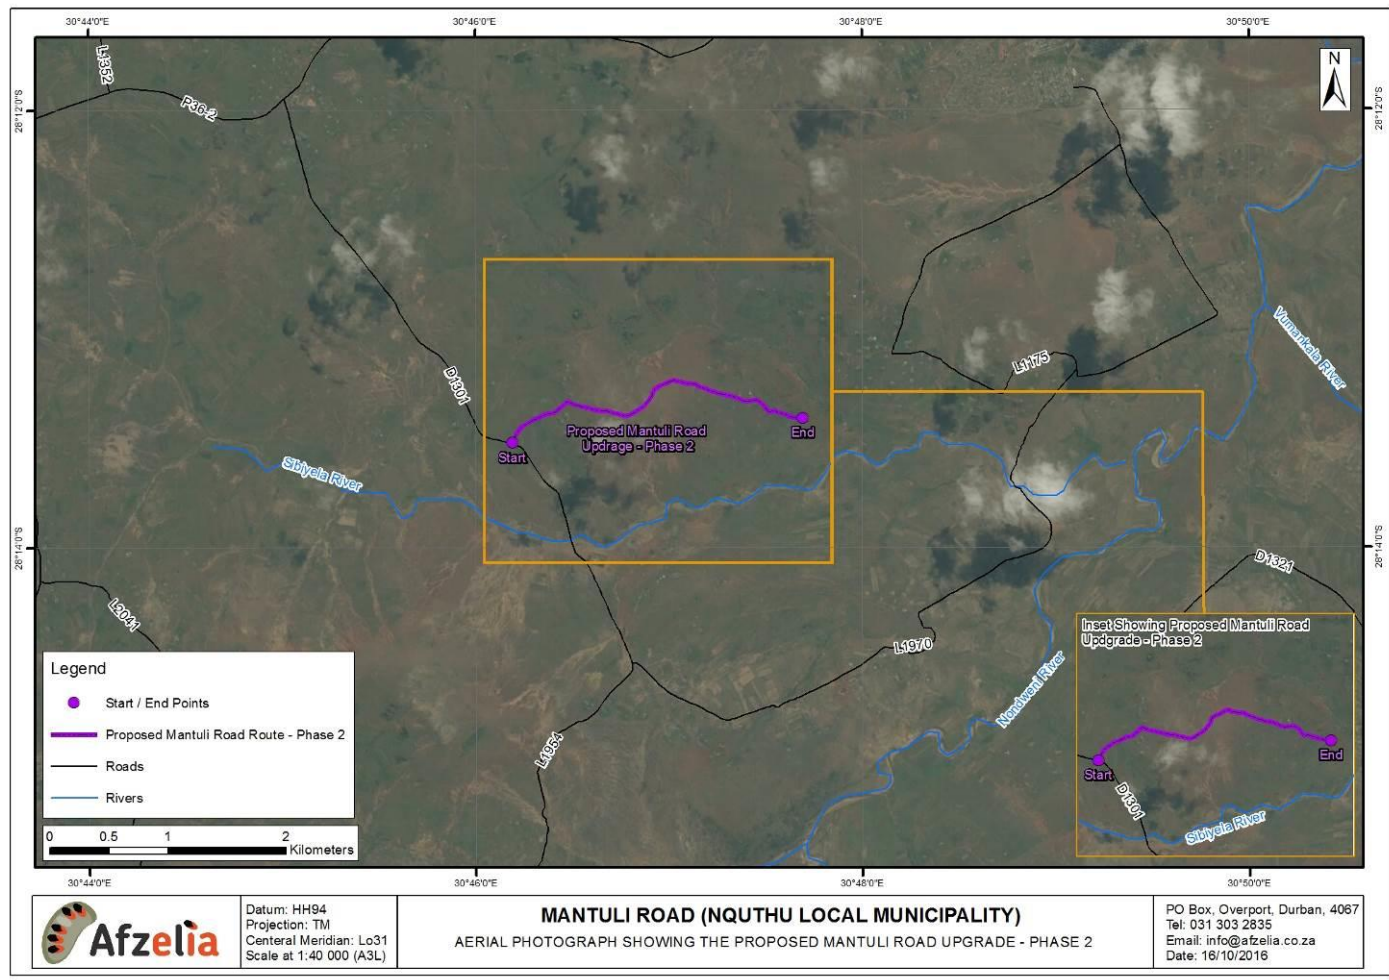 30°44'0"E
30°46'0"E
30°48'0"E
30°50'0"E
28°12'0"S
28°12'0"S
28°14'0"S
28°14'0"S
N
L1352
P36-2
D1301
L1175
Vumankala River
Proposed Mantuli Road
Updrage - Phase 2
Start
End
Sibiyela River
L2041
L1970
Nondweni River
L1954
D1321
Inset Showing Proposed Mantuli Road
Updgrade - Phase 2
Start
End
D1301
Sibiyela River
Legend
Start / End Points
Proposed Mantuli Road Route - Phase 2
Roads
Rivers
0 0.5 1 2
Kilometers
30°44'0"E
30°46'0"E
30°48'0"E
30°50'0"E
Afzelia
Datum: HH94
Projection: TM
Centeral Meridian: Lo31
Scale at 1:40 000 (A3L)
MANTULI ROAD (NQUTHU LOCAL MUNICIPALITY)
AERIAL PHOTOGRAPH SHOWING THE PROPOSED MANTULI ROAD UPGRADE - PHASE 2
PO Box, Overport, Durban, 4067
Tel: 031 303 2835
Email: info@afzelia.co.za
Date: 16/10/2016